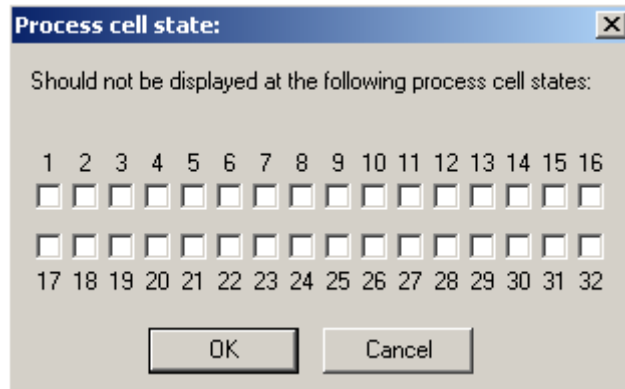 Process cell state:
Should not be displayed at the following process cell states:
1 2 3 4 5 6 7 8 9 10 11 12 13 14 15 16
17 18 19 20 21 22 23 24 25 26 27 28 29 30 31 32
OK Cancel